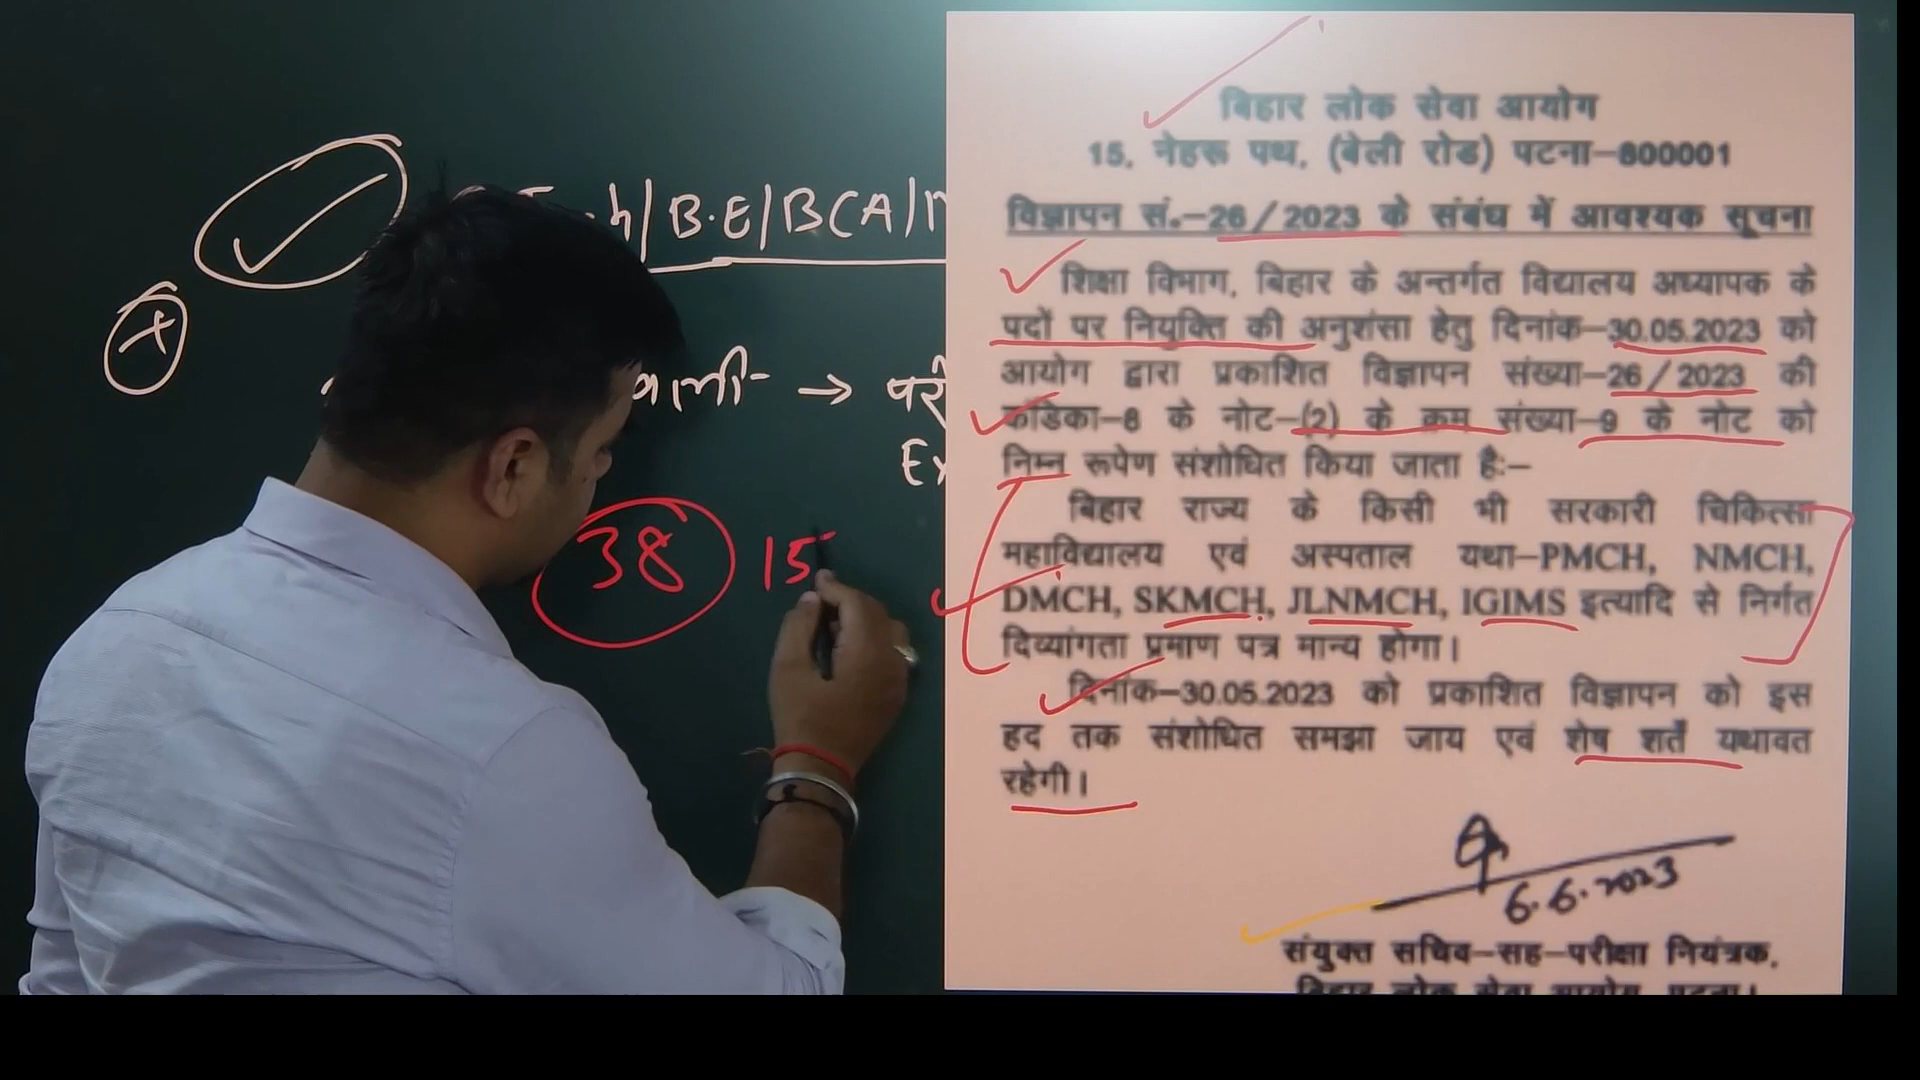 B.E/BCA/
→
38 15
बिहार लोक सेवा आयोग
15, नेहरू पथ, (बेली रोड) पटना-800001
विज्ञापन सं.-26/2023 के संबंध में आवश्यक सूचना
शिक्षा विभाग, बिहार के अन्तर्गत विद्यालय अध्यापक के
पदों पर नियुक्ति की अनुशंसा हेतु दिनांक-30.05.2023 को
आयोग द्वारा प्रकाशित विज्ञापन संख्या-26/2023 की
कंडिका-8 के नोट-(2) के क्रम संख्या-9 के नोट को
निम्न रूपेण संशोधित किया जाता है:-
बिहार राज्य के किसी भी सरकारी चिकित्सा
महाविद्यालय एवं अस्पताल यथा-PMCH, NMCH,
DMCH, SKMCH, JLNMCH, IGIMS इत्यादि से निर्गत
दिव्यांगता प्रमाण पत्र मान्य होगा।
दिनांक-30.05.2023 को प्रकाशित विज्ञापन को इस
हद तक संशोधित समझा जाय एवं शेष शर्तें यथावत
रहेगी।
6.6.2023
संयुक्त सचिव-सह-परीक्षा नियंत्रक,
बिहार लोक सेवा आयोग, पटना।